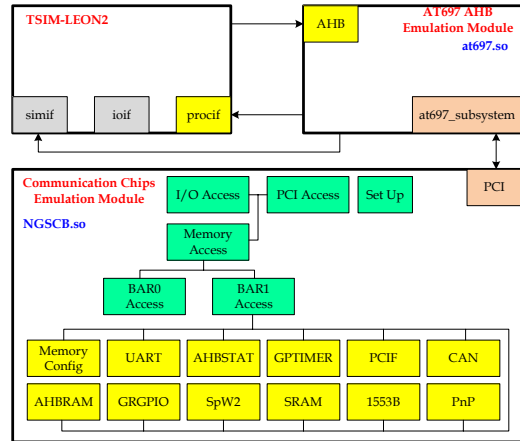 TSIM-LEON2
AHB
AT697 AHB
Emulation Module
at697.so
simif
ioif
procif
at697_subsystem
Communication Chips
Emulation Module
NGSCB.so
I/O Access
PCI Access
Set Up
PCI
Memory
Access
BAR0
Access
BAR1
Access
Memory
Config
UART
AHBSTAT
GPTIMER
PCIF
CAN
AHBRAM
GRGPIO
SpW2
SRAM
1553B
PnP